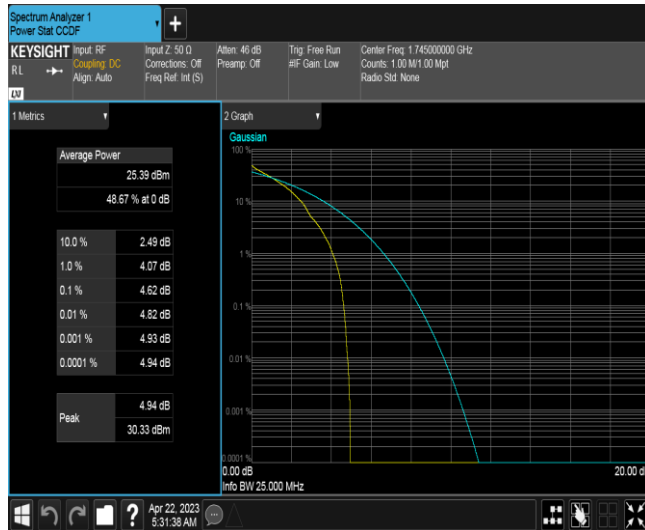 Spectrum Analyzer 1
Power Stat CCDF
+
KEYSIGHT
RL
LXI
Input: RF
Coupling: DC
Align: Auto
Input Z: 50 Ω
Corrections: Off
Freq Ref: Int (S)
Atten: 46 dB
Preamp: Off
Trig: Free Run
#IF Gain: Low
Center Freq: 1.745000000 GHz
Counts: 1.00 M/1.00 Mpt
Radio Std: None
1 Metrics
Average Power
25.39 dBm
48.67 % at 0 dB
10.0 % 2.49 dB
1.0 % 4.07 dB
0.1 % 4.62 dB
0.01 % 4.82 dB
0.001 % 4.93 dB
0.0001 % 4.94 dB
Peak
4.94 dB
30.33 dBm
2 Graph
Gaussian
100 %
10 %
1 %
0.1 %
0.01 %
0.001 %
0.0001 %
0.00 dB
20.00 d
Info BW 25.000 MHz
?
Apr 22, 2023
5:31:38 AM